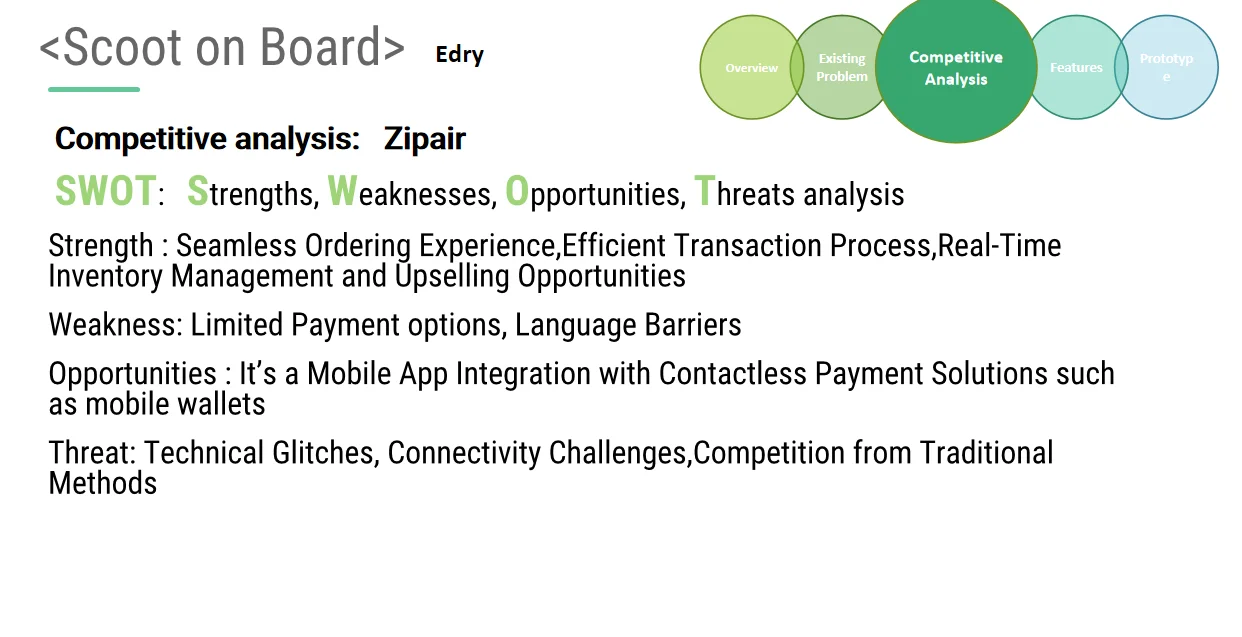 <Scoot on Board> Edry
Overview
Existing
Problem
Competitive
Analysis
Features
Prototyp
e
Competitive analysis: Zipair
SWOT: Strengths, Weaknesses, Opportunities, Threats analysis
Strength : Seamless Ordering Experience,Efficient Transaction Process,Real-Time
Inventory Management and Upselling Opportunities
Weakness: Limited Payment options, Language Barriers
Opportunities : It’s a Mobile App Integration with Contactless Payment Solutions such
as mobile wallets
Threat: Technical Glitches, Connectivity Challenges,Competition from Traditional
Methods